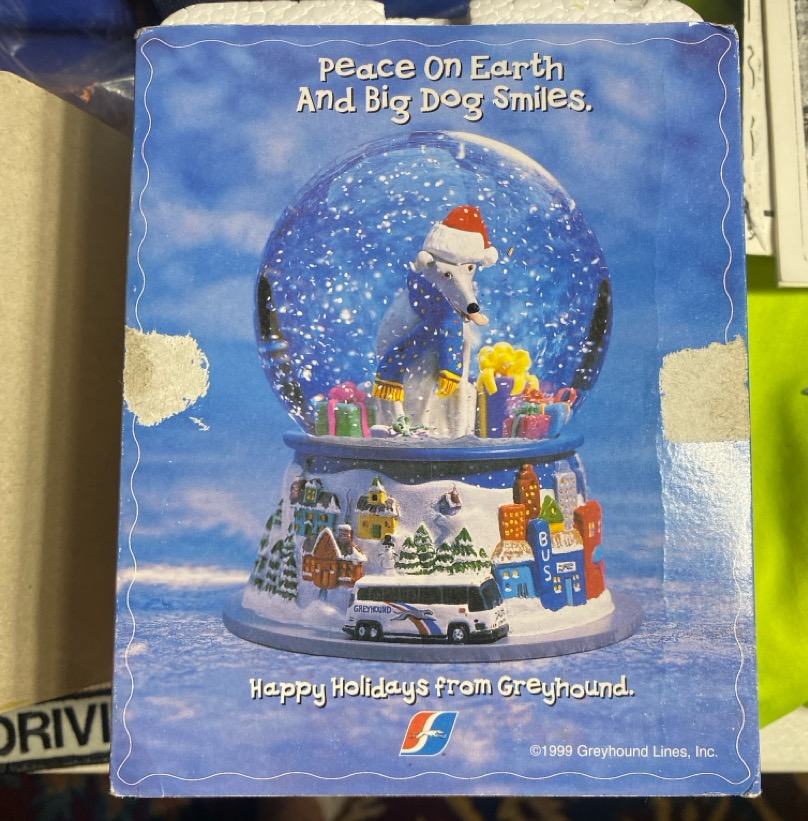 Peace On Earth
And Big Dog Smiles.
GREYHOUND
BUS
Happy Holidays from Greyhound.
©1999 Greyhound Lines, Inc.
DRIVI